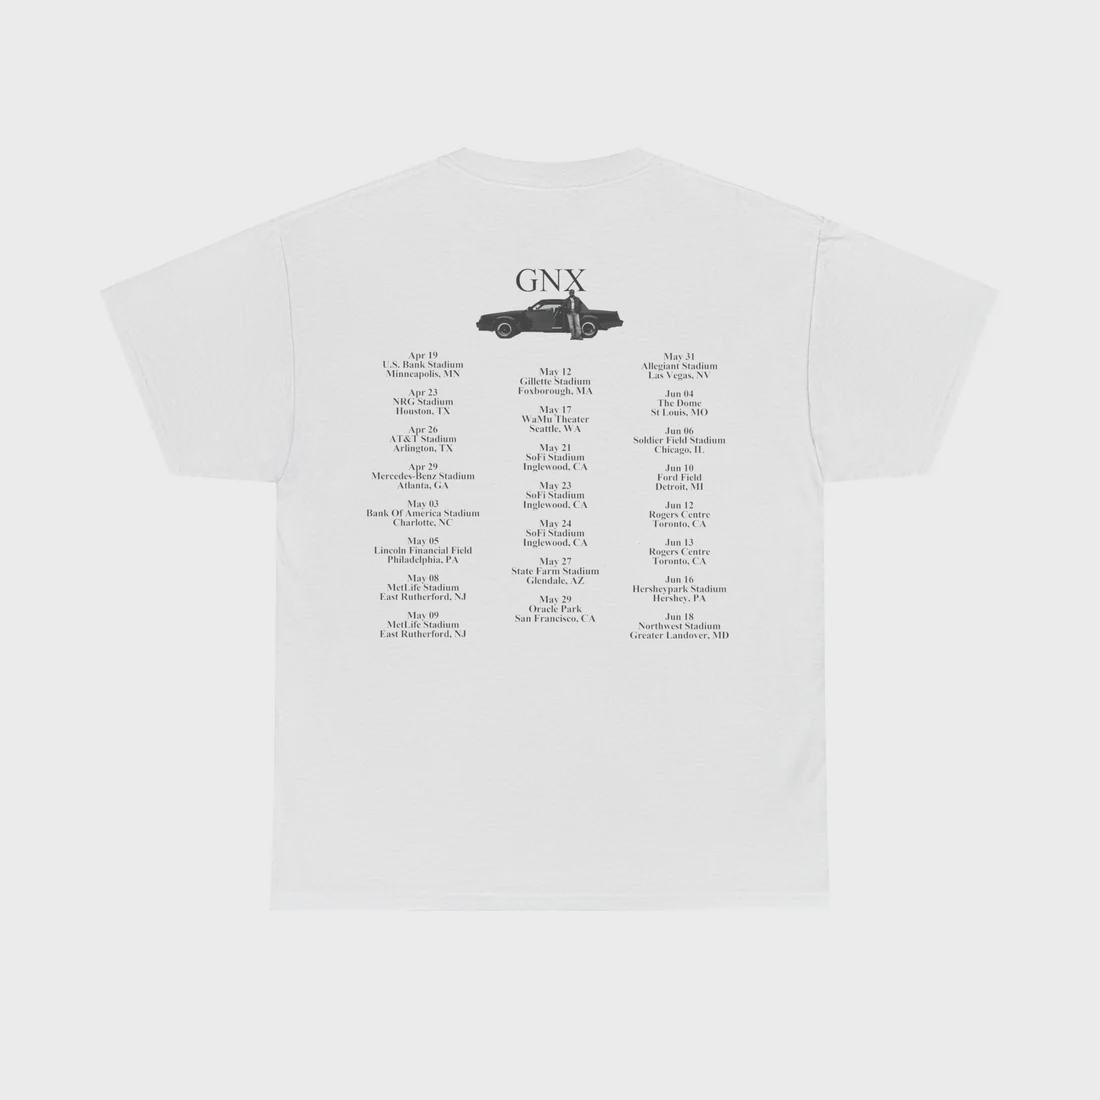 GNX
Apr 19
U.S. Bank Stadium
Minneapolis, MN
Apr 23
NRG Stadium
Houston, TX
Apr 26
AT&T Stadium
Arlington, TX
Apr 29
Mercedes-Benz Stadium
Atlanta, GA
May 03
Bank Of America Stadium
Charlotte, NC
May 05
Lincoln Financial Field
Philadelphia, PA
May 08
MetLife Stadium
East Rutherford, NJ
May 09
MetLife Stadium
East Rutherford, NJ
May 12
Gillette Stadium
Foxborough, MA
May 17
WaMu Theater
Seattle, WA
May 21
SoFi Stadium
Inglewood, CA
May 23
SoFi Stadium
Inglewood, CA
May 24
SoFi Stadium
Inglewood, CA
May 27
State Farm Stadium
Glendale, AZ
May 29
Oracle Park
San Francisco, CA
May 31
Allegiant Stadium
Las Vegas, NV
Jun 04
The Dome
St Louis, MO
Jun 06
Soldier Field Stadium
Chicago, IL
Jun 10
Ford Field
Detroit, MI
Jun 12
Rogers Centre
Toronto, CA
Jun 13
Rogers Centre
Toronto, CA
Jun 16
Hersheypark Stadium
Hershey, PA
Jun 18
Northwest Stadium
Greater Landover, MD